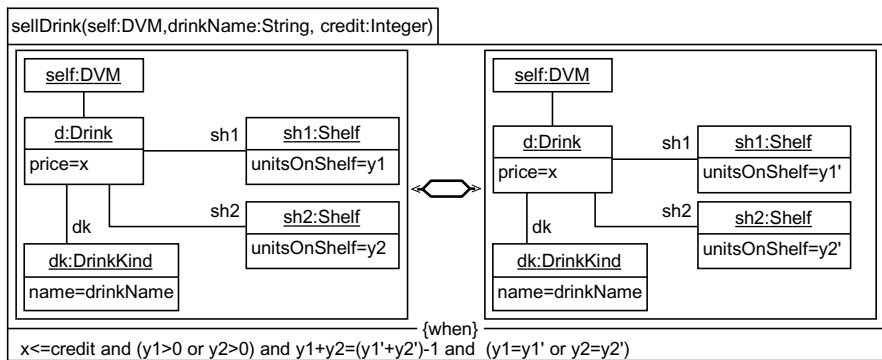 sellDrink(self:DVM,drinkName:String, credit:Integer)
self:DVM
d:Drink
price=x
sh1
sh1:Shelf
unitsOnShelf=y1
sh2
sh2:Shelf
unitsOnShelf=y2
dk
dk:DrinkKind
name=drinkName
self:DVM
d:Drink
price=x
sh1
sh1:Shelf
unitsOnShelf=y1'
sh2
sh2:Shelf
unitsOnShelf=y2'
dk
dk:DrinkKind
name=drinkName
{when}
x<=credit and (y1>0 or y2>0) and y1+y2=(y1'+y2')-1 and (y1=y1' or y2=y2')